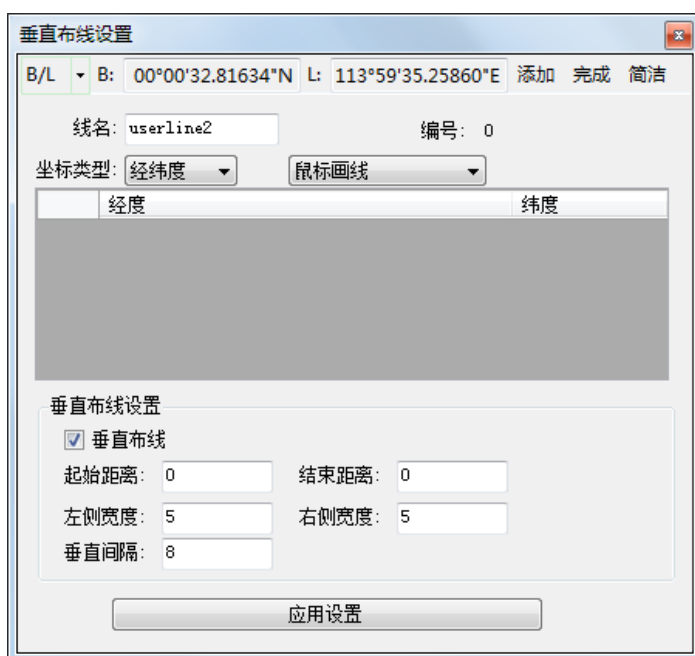 垂直布线设置
B/L B: 00°00'32.81634"N L: 113°59'35.25860"E 添加 完成 简洁
线名: userline2 编号: 0
坐标类型: 经纬度 鼠标画线
经度 纬度
垂直布线设置
垂直布线
起始距离: 0 结束距离: 0
左侧宽度: 5 右侧宽度: 5
垂直间隔: 8
应用设置